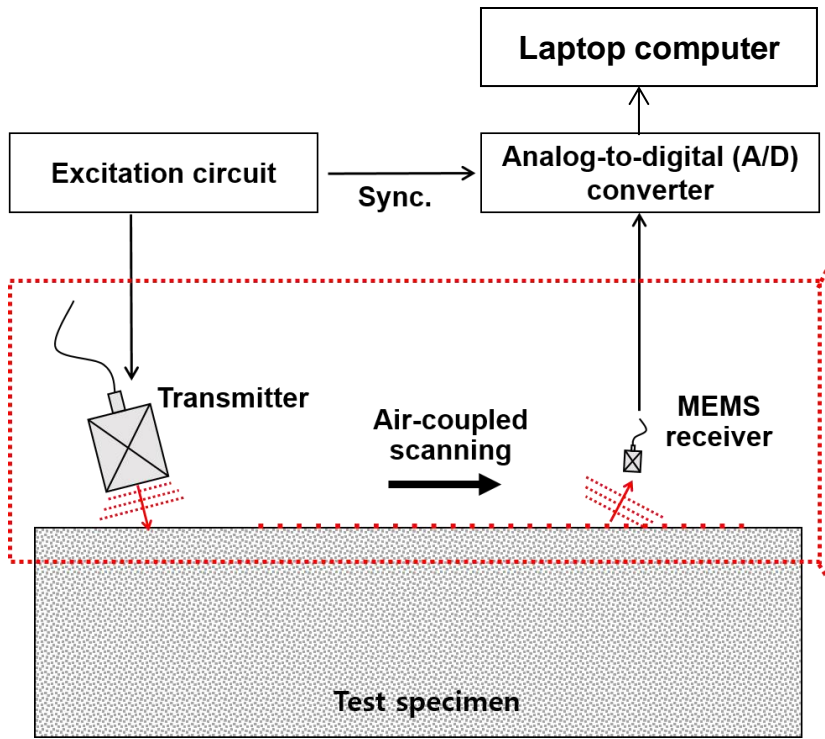 Laptop computer
Excitation circuit
Sync.
Analog-to-digital (A/D)
converter
Transmitter
Air-coupled
scanning
MEMS
receiver
Test specimen